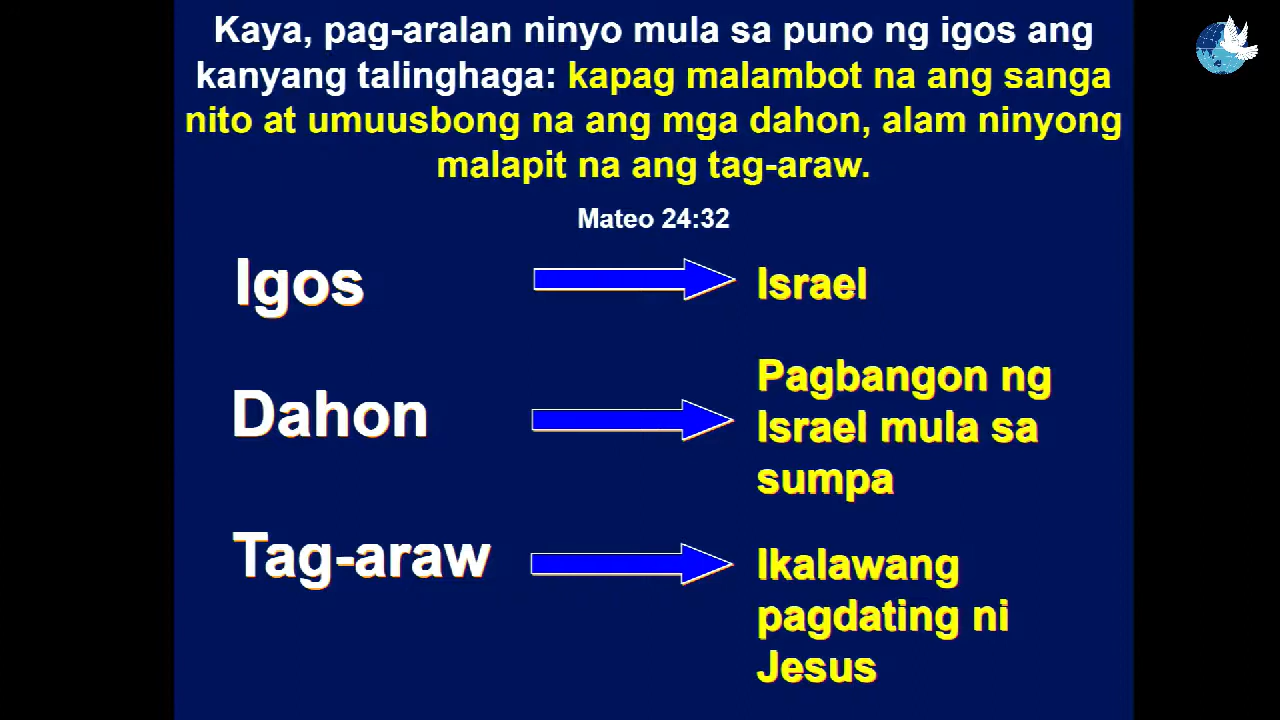 Kaya, pag-aralan ninyo mula sa puno ng igos ang
kanyang talinghaga: kapag malambot na ang sanga
nito at umuusbong na ang mga dahon, alam ninyong
malapit na ang tag-araw.
Mateo 24:32
Igos
Israel
Dahon
Pagbangon ng
Israel mula sa
sumpa
Tag-araw
Ikalawang
pagdating ni
Jesus